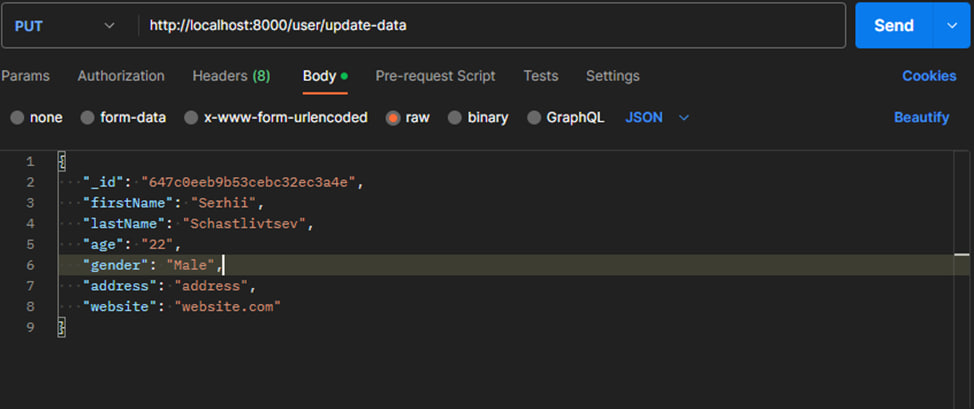 PUT http://localhost:8000/user/update-data Send
Params Authorization Headers (8) Body Pre-request Script Tests Settings Cookies
none form-data x-www-form-urlencoded raw binary GraphQL JSON Beautify
1 {
2 "_id": "647c0eeb9b53cebc32ec3a4e",
3 "firstName": "Serhii",
4 "lastName": "Schastlivtsev",
5 "age": "22",
6 "gender": "Male",
7 "address": "address",
8 "website": "website.com"
9 }